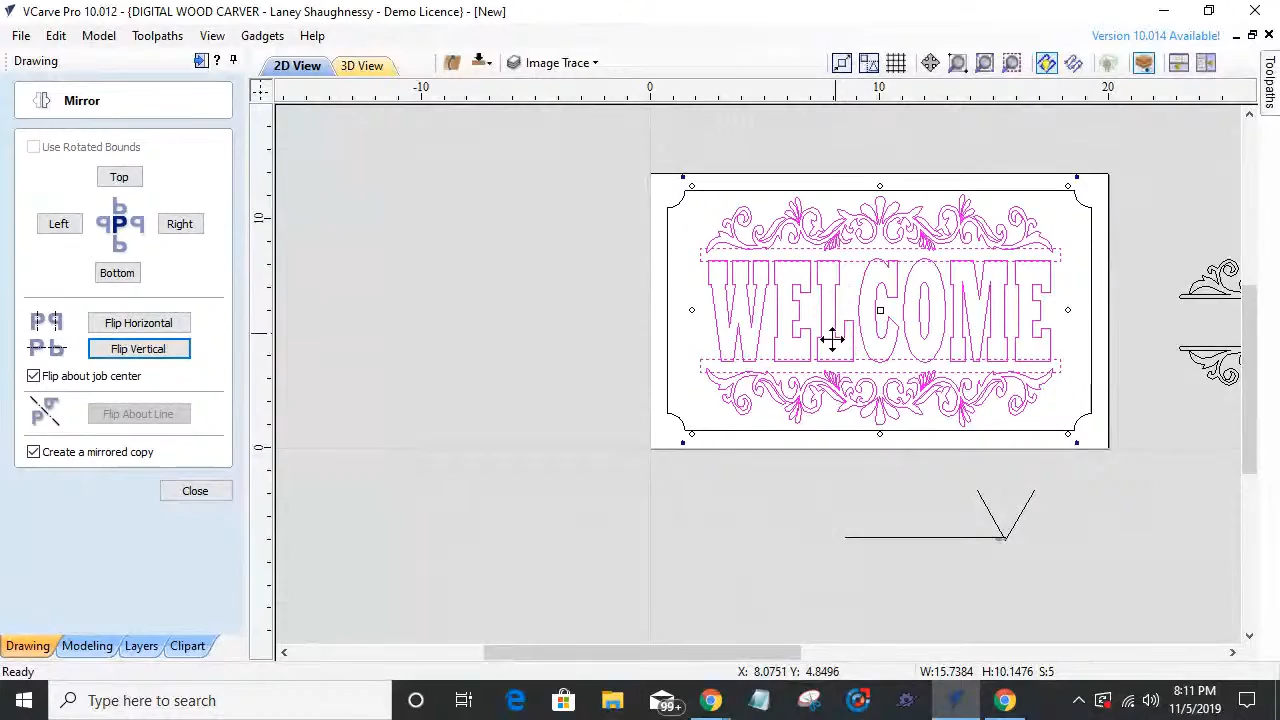 VCarve Pro 10.012 - {DIGITAL WOOD CARVER - Laney Shaughnessy - Demo Licence} - [New]
File Edit Model Toolpaths View Gadgets Help
Version 10.014 Available!
Drawing
?
2D View
3D View
Image Trace
Toolpaths
Mirror
Use Rotated Bounds
Top
Left
Right
Bottom
Flip Horizontal
Flip Vertical
Flip about job center
Flip About Line
Create a mirrored copy
Close
-10 0 10 20
10
0
WELCOME
Drawing Modeling Layers Clipart
Ready
X: 8.0751 Y: 4.8496
W:15.7384 H:10.1476 S:5
Type here to search
99+
8:11 PM
11/5/2019